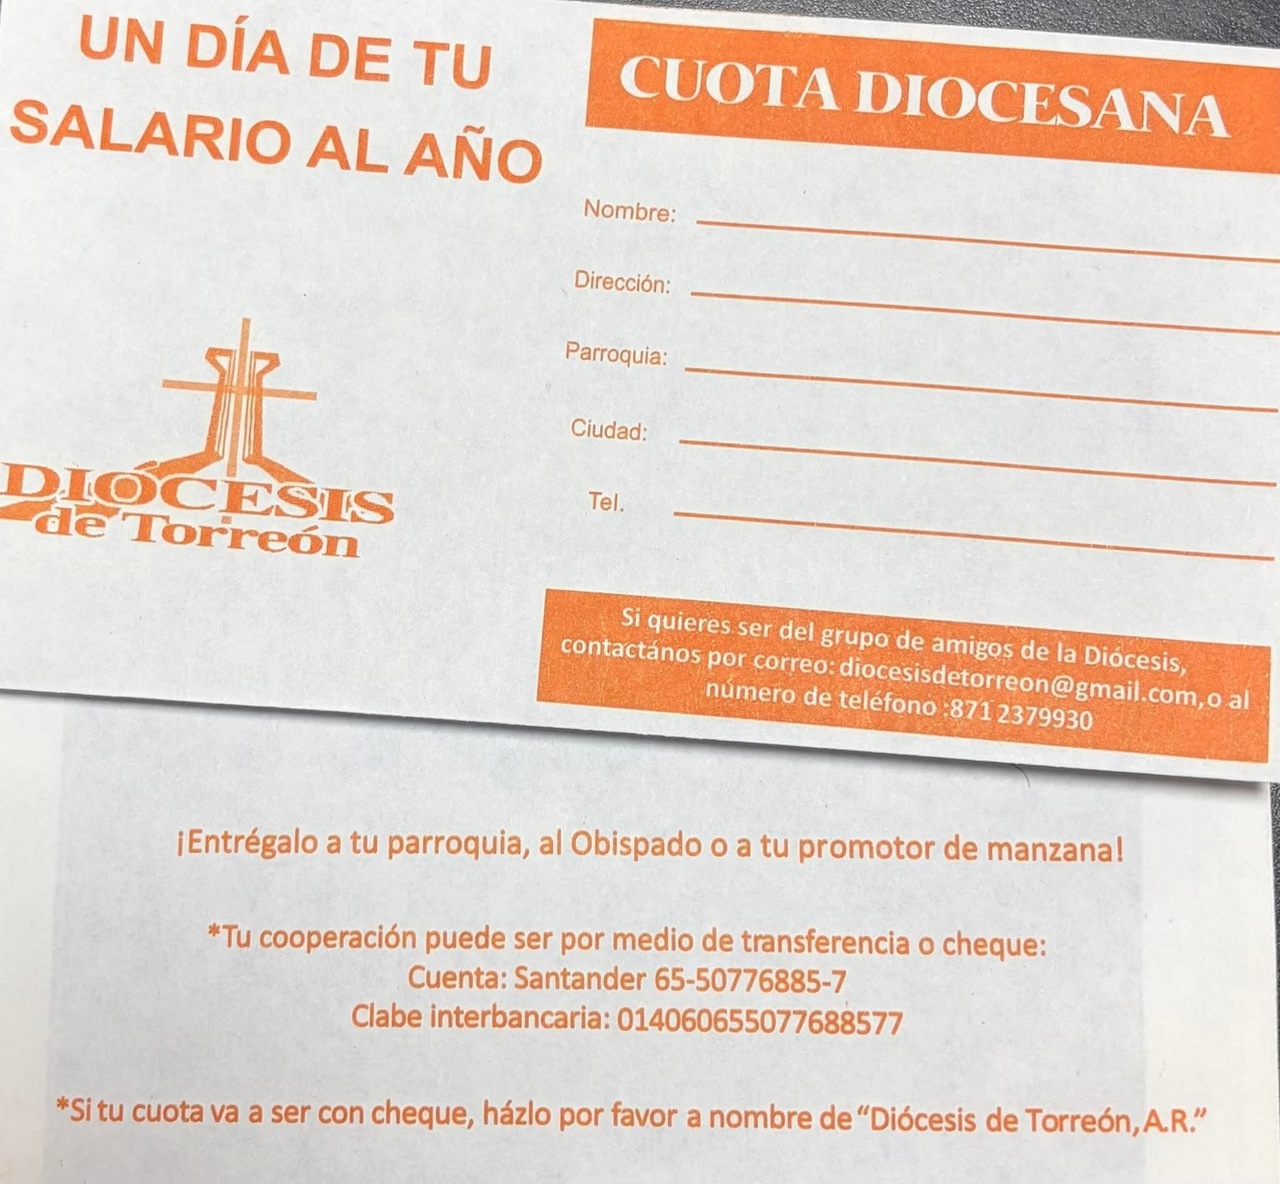 UN DÍA DE TU
SALARIO AL AÑO
DIÓCESIS
de Torreón
CUOTA DIOCESANA
Nombre:
Dirección:
Parroquia:
Ciudad:
Tel.
Si quieres ser del grupo de amigos de la Diócesis,
contactános por correo: diocesisdetorreon@gmail.com, o al
número de teléfono :871 2379930
¡Entrégalo a tu parroquia, al Obispado o a tu promotor de manzana!
*Tu cooperación puede ser por medio de transferencia o cheque:
Cuenta: Santander 65-50776885-7
Clabe interbancaria: 014060655077688577
*Si tu cuota va a ser con cheque, házlo por favor a nombre de “Diócesis de Torreón, A.R.”